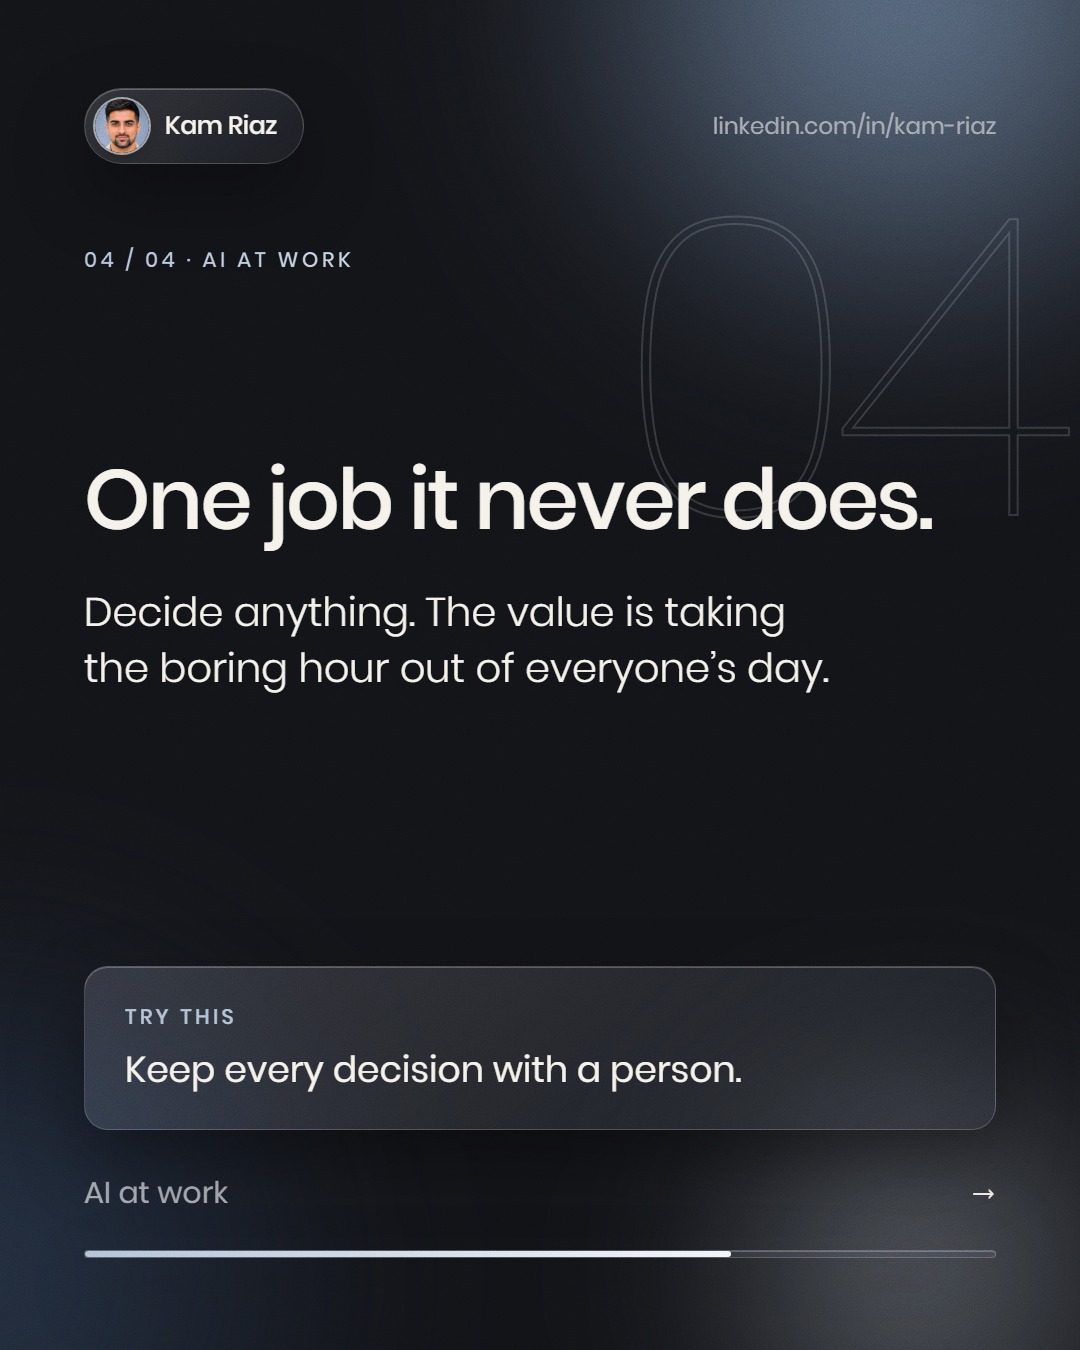 Kam Riaz
linkedin.com/in/kam-riaz
04 / 04 · AI AT WORK
04
One job it never does.
Decide anything. The value is taking
the boring hour out of everyone’s day.
TRY THIS
Keep every decision with a person.
AI at work →